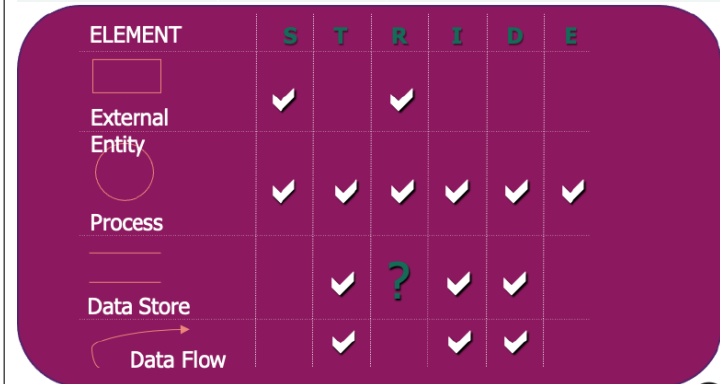 ELEMENT S T R I D E
External
Entity
Process
?
Data Store
Data Flow